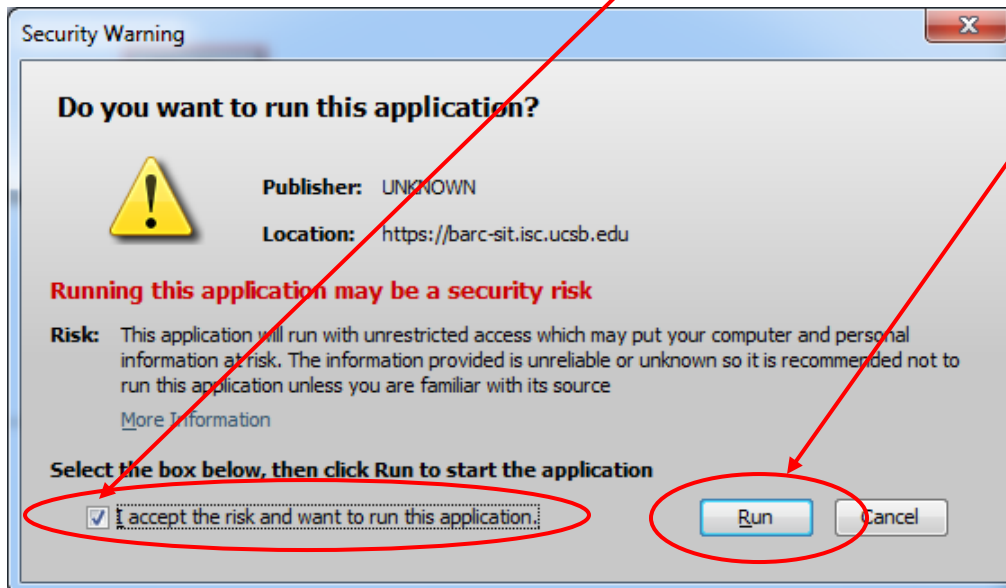 Security Warning
Do you want to run this application?
Publisher: UNKNOWN
Location: https://barc-sit.isc.ucsb.edu
Running this application may be a security risk
Risk: This application will run with unrestricted access which may put your computer and personal
information at risk. The information provided is unreliable or unknown so it is recommended not to
run this application unless you are familiar with its source
More Information
Select the box below, then click Run to start the application
I accept the risk and want to run this application.
Run Cancel